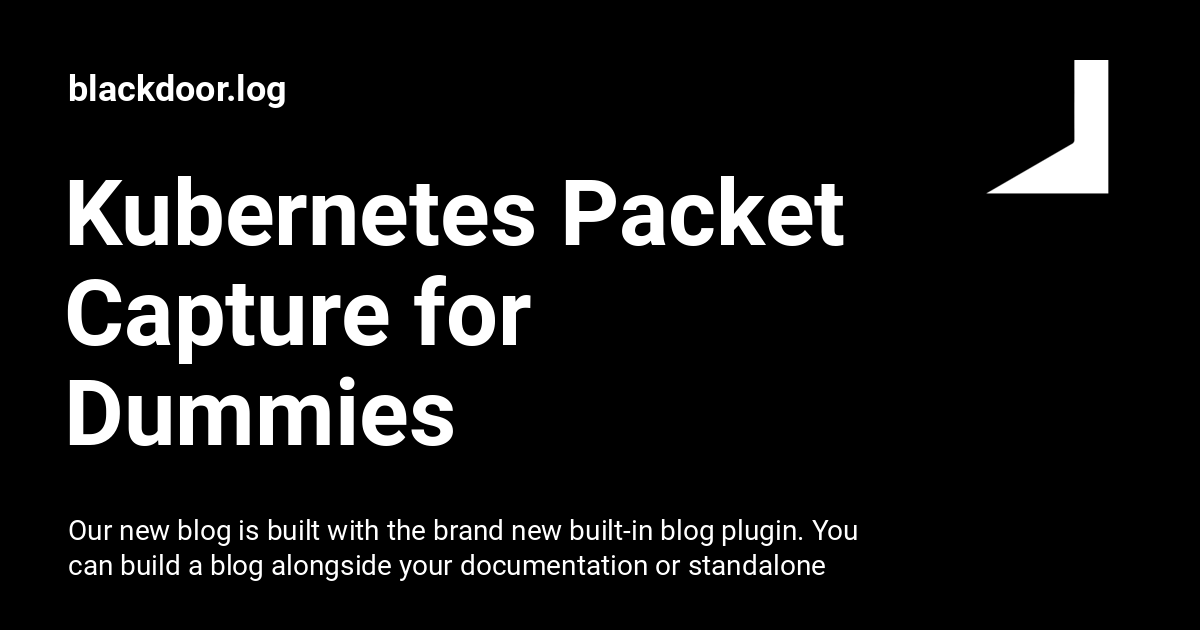 blackdoor.log
Kubernetes Packet
Capture for
Dummies
Our new blog is built with the brand new built-in blog plugin. You
can build a blog alongside your documentation or standalone